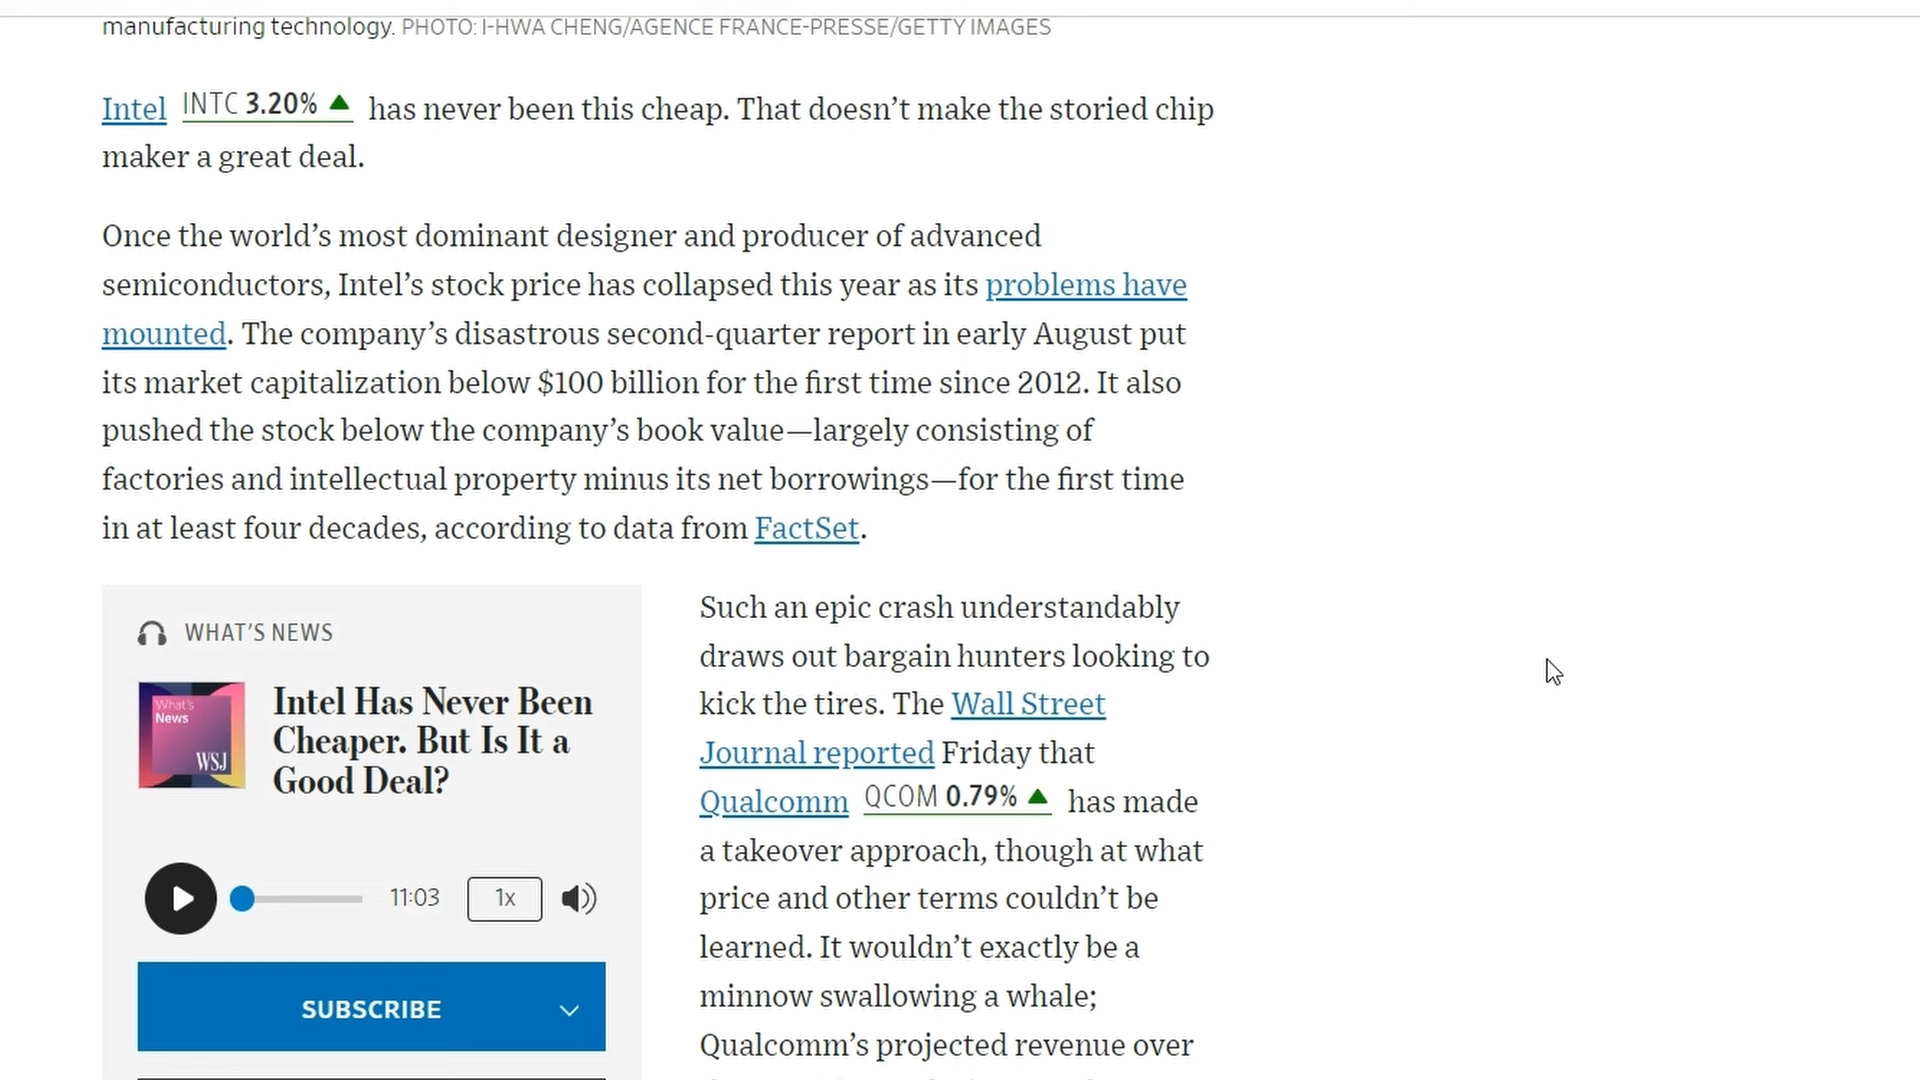 manufacturing technology. PHOTO: I-HWA CHENG/AGENCE FRANCE-PRESSE/GETTY IMAGES
Intel INTC 3.20% ▲ has never been this cheap. That doesn’t make the storied chip
maker a great deal.
Once the world’s most dominant designer and producer of advanced
semiconductors, Intel’s stock price has collapsed this year as its problems have
mounted. The company’s disastrous second-quarter report in early August put
its market capitalization below $100 billion for the first time since 2012. It also
pushed the stock below the company’s book value—largely consisting of
factories and intellectual property minus its net borrowings—for the first time
in at least four decades, according to data from FactSet.
WHAT’S NEWS
What's
News
WSJ
Intel Has Never Been
Cheaper. But Is It a
Good Deal?
11:03
1x
SUBSCRIBE
Such an epic crash understandably
draws out bargain hunters looking to
kick the tires. The Wall Street
Journal reported Friday that
Qualcomm QCOM 0.79% ▲ has made
a takeover approach, though at what
price and other terms couldn’t be
learned. It wouldn’t exactly be a
minnow swallowing a whale;
Qualcomm’s projected revenue over